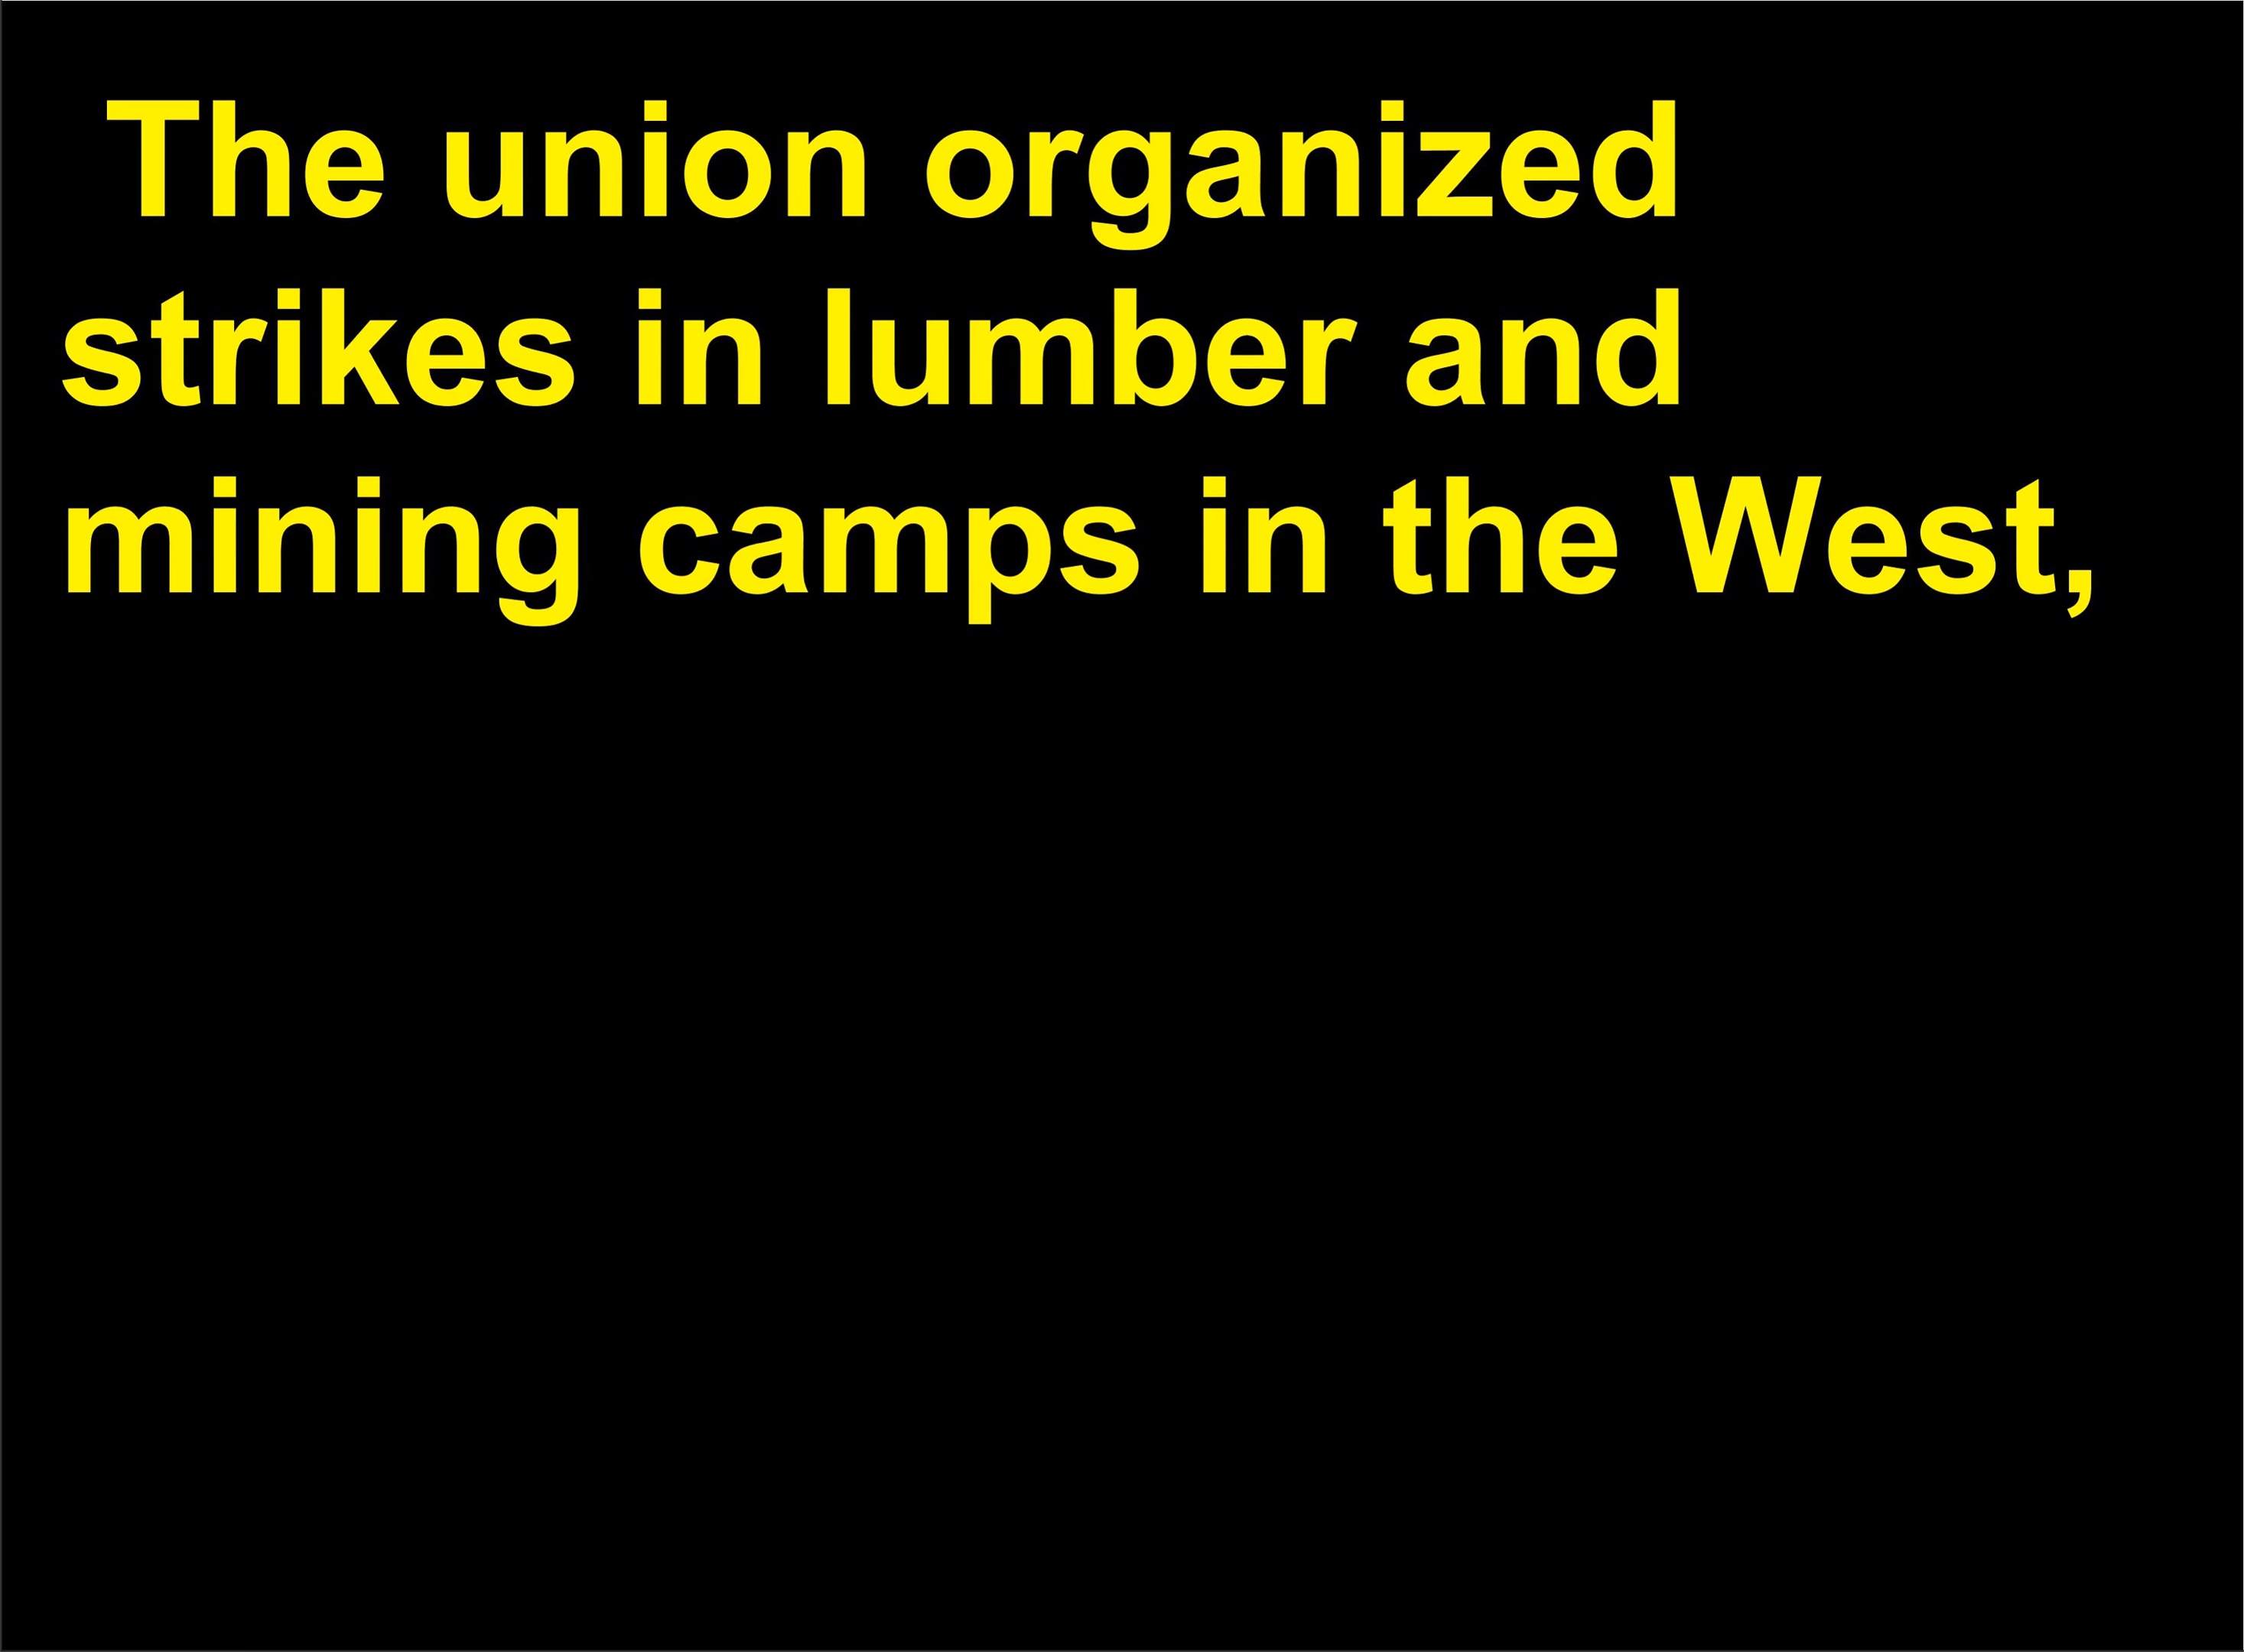 The union organized
strikes in lumber and
mining camps in the West,